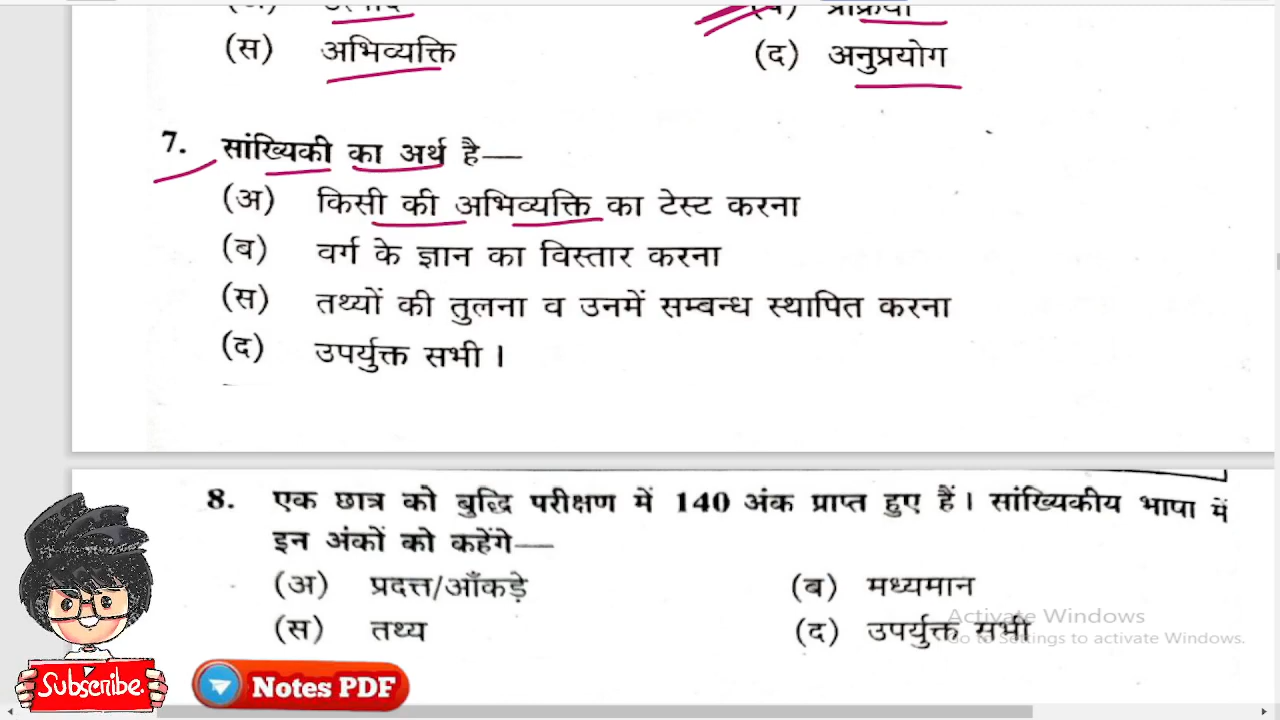 (स) अभिव्यक्ति (द) अनुप्रयोग
7. सांख्यिकी का अर्थ है—
(अ) किसी की अभिव्यक्ति का टेस्ट करना
(ब) वर्ग के ज्ञान का विस्तार करना
(स) तथ्यों की तुलना व उनमें सम्बन्ध स्थापित करना
(द) उपर्युक्त सभी ।
8. एक छात्र को बुद्धि परीक्षण में 140 अंक प्राप्त हुए हैं। सांख्यिकीय भाषा में
इन अंकों को कहेंगे—
(अ) प्रदत्त/आँकड़े (ब) मध्यमान
(स) तथ्य (द) उपर्युक्त सभी
Activate Windows
Go to Settings to activate Windows.
Subscribe.
Notes PDF